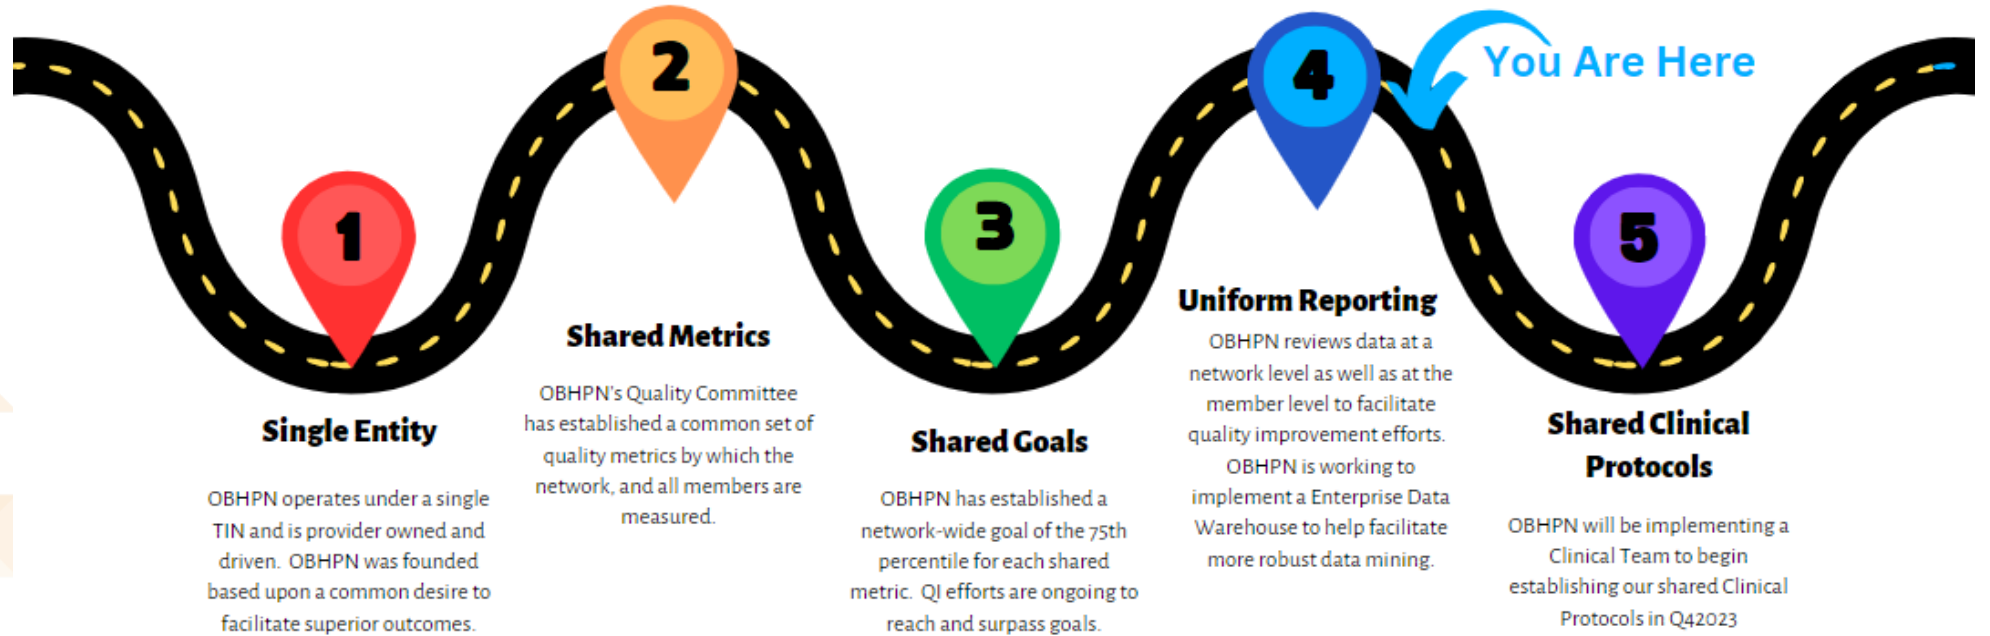 1
Single Entity
OBHPN operates under a single
TIN and is provider owned and
driven. OBHPN was founded
based upon a common desire to
facilitate superior outcomes.
2
Shared Metrics
OBHPN's Quality Committee
has established a common set of
quality metrics by which the
network, and all members are
measured.
3
Shared Goals
OBHPN has established a
network-wide goal of the 75th
percentile for each shared
metric. QI efforts are ongoing to
reach and surpass goals.
4
Uniform Reporting
OBHPN reviews data at a
network level as well as at the
member level to facilitate
quality improvement efforts.
OBHPN is working to
implement a Enterprise Data
Warehouse to help facilitate
more robust data mining.
You Are Here
5
Shared Clinical
Protocols
OBHPN will be implementing a
Clinical Team to begin
establishing our shared Clinical
Protocols in Q42023